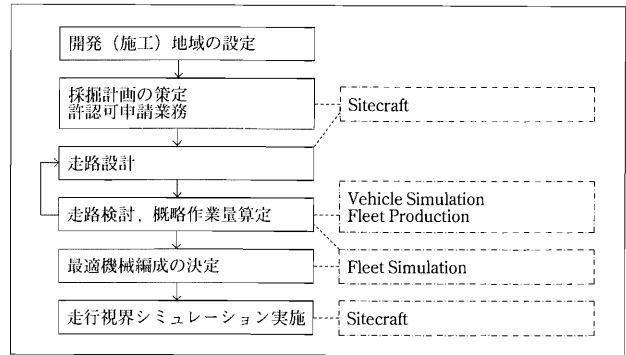 開発（施工）地域の設定
採掘計画の策定
許認可申請業務
Sitecraft
走路設計
走路検討，概略作業量算定
Vehicle Simulation
Fleet Production
最適機械編成の決定
Fleet Simulation
走行視界シミュレーション実施
Sitecraft